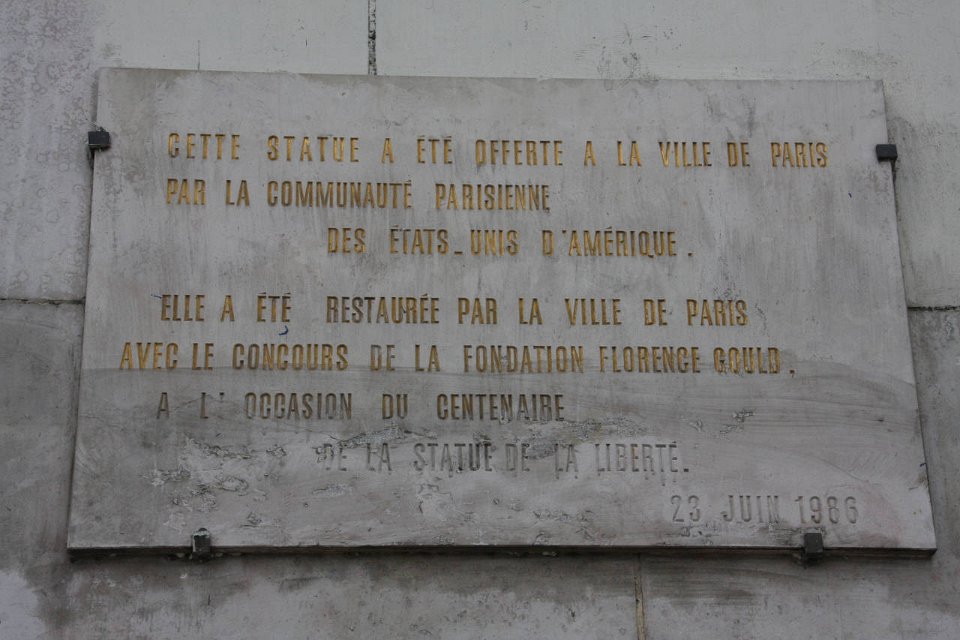 CETTE STATUE A ÉTÉ OFFERTE A LA VILLE DE PARIS
PAR LA COMMUNAUTÉ PARISIENNE
DES ÉTATS-UNIS D'AMÉRIQUE.
ELLE A ÉTÉ RESTAURÉE PAR LA VILLE DE PARIS
AVEC LE CONCOURS DE LA FONDATION FLORENCE GOULD.
A L'OCCASION DU CENTENAIRE
DE LA STATUE DE LA LIBERTÉ.
23 JUIN 1986